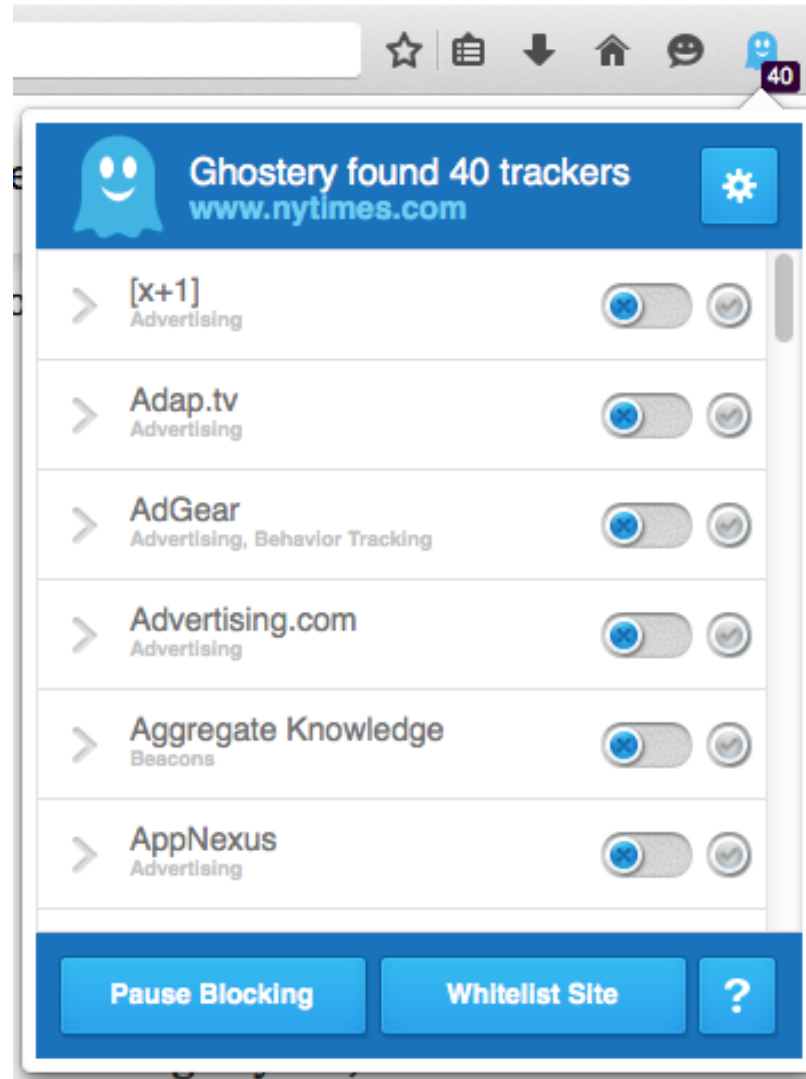 40
Ghostery found 40 trackers
www.nytimes.com
[x+1]
Advertising
Adap.tv
Advertising
AdGear
Advertising, Behavior Tracking
Advertising.com
Advertising
Aggregate Knowledge
Beacons
AppNexus
Advertising
Pause Blocking
Whitelist Site
?